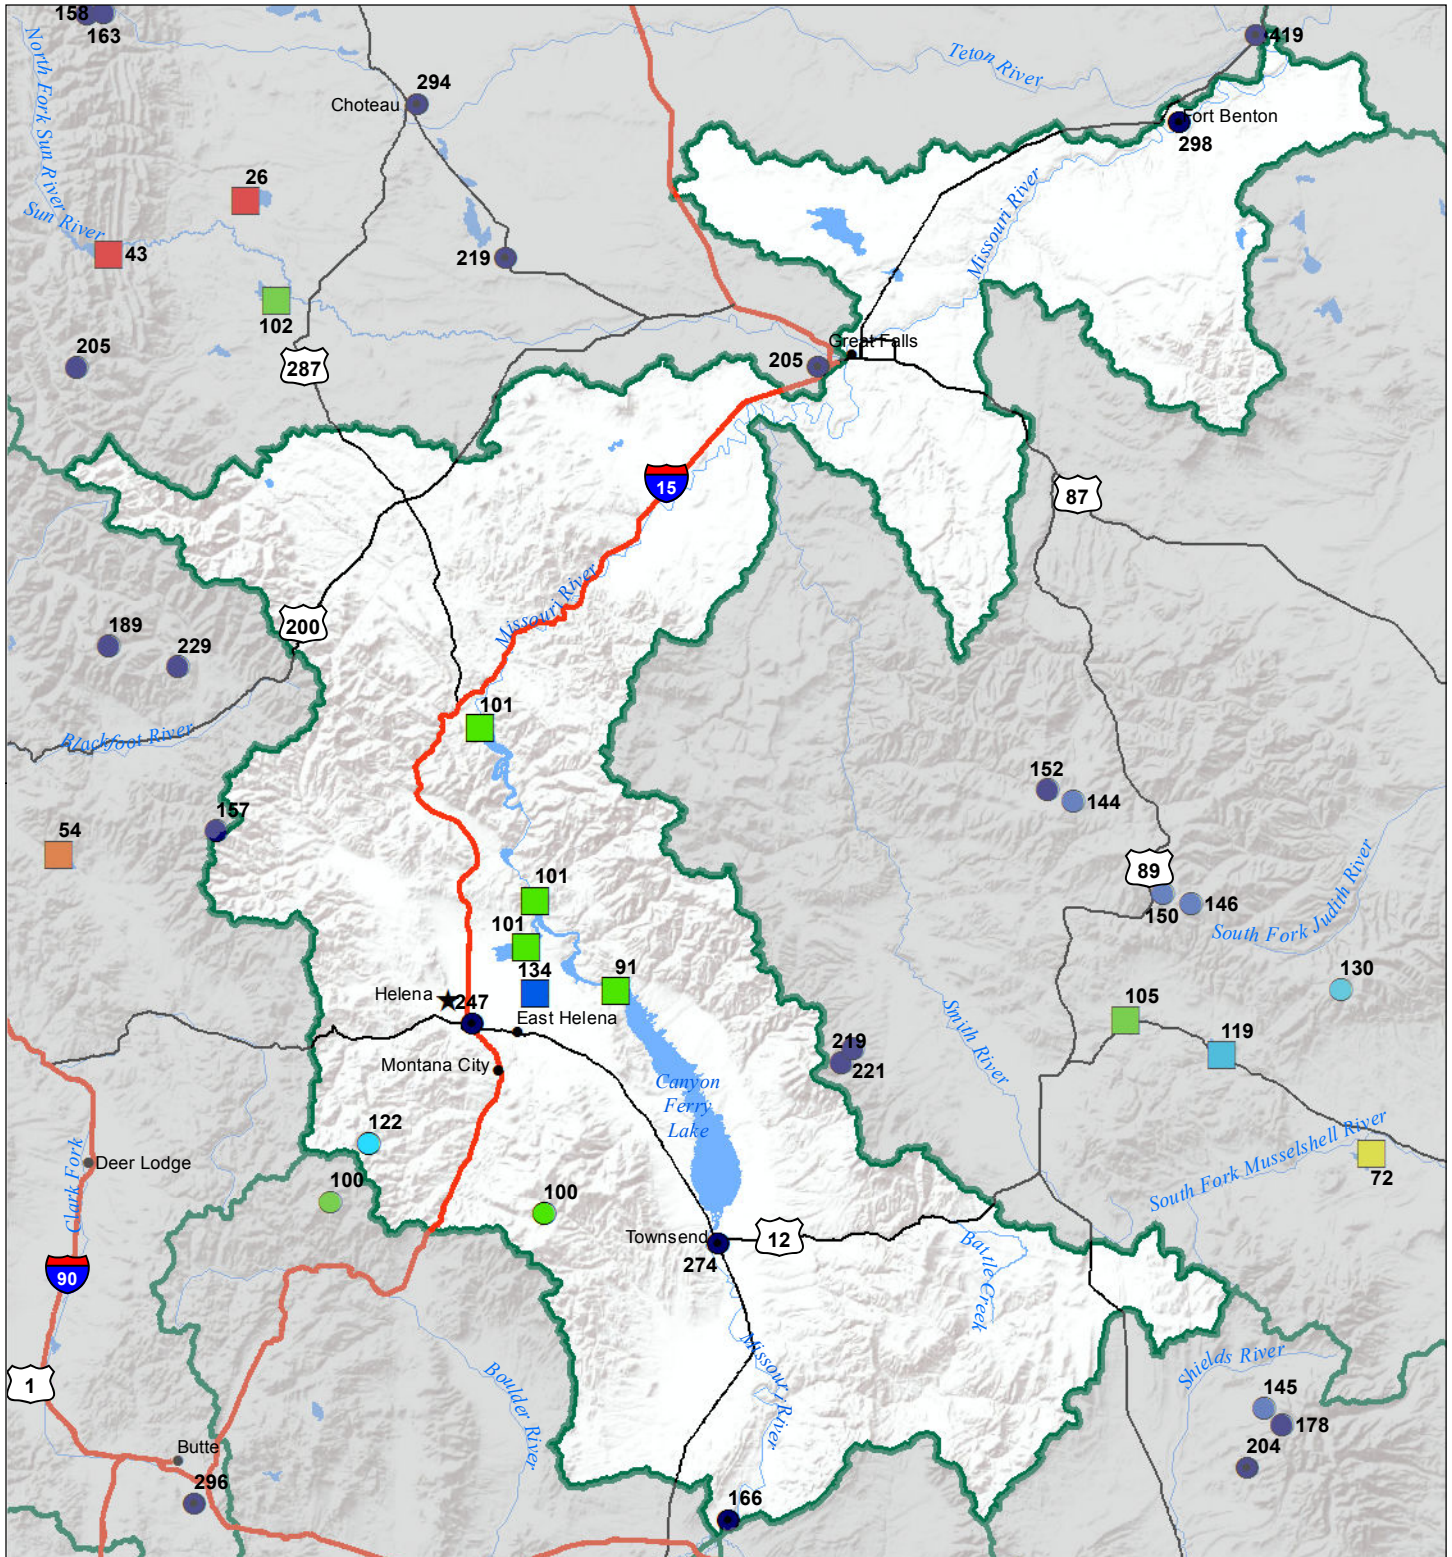 158
163
North Fork Sun River
Teton River
419
294
Choteau
Fort Benton
298
26
Sun River
43
Missouri River
219
102
205
287
Great Falls
205
15
87
Missouri River
200
189
229
101
Blackfoot River
152
144
157
54
89
101
150
146
South Fork Judith River
101
134
91
130
Helena
247
East Helena
105
Smith River
219
221
119
Montana City
Canyon
Ferry
Lake
122
Clark Fork
Deer Lodge
South Fork Musselshell River
72
100
100
Townsend
274
12
Battle Creek
90
Missouri River
Shields River
1
Boulder River
145
178
204
Butte
296
166